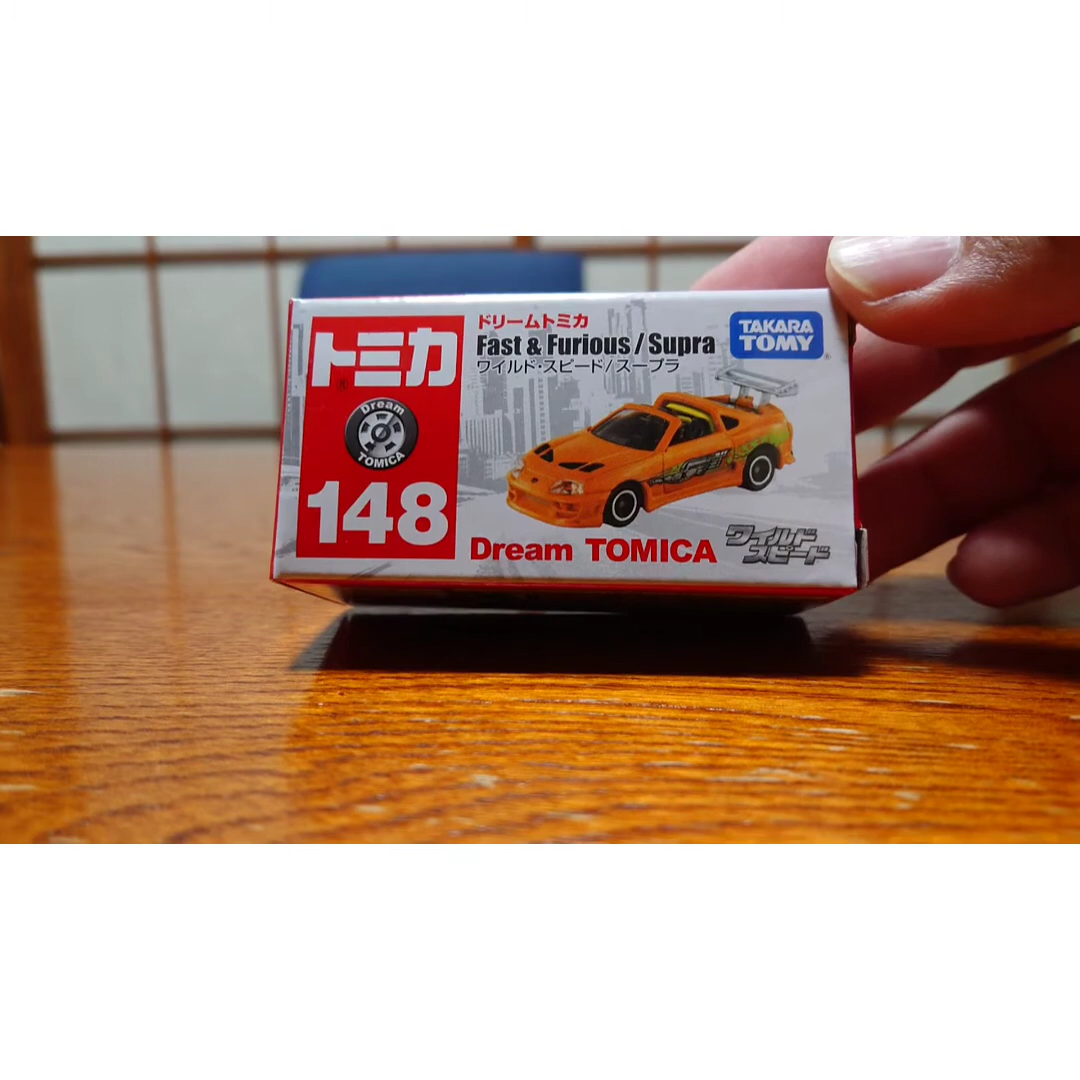 トミカ
Dream
TOMICA
148
ドリームトミカ
Fast & Furious / Supra
ワイルド・スピード/スープラ
TAKARA
TOMY
Dream TOMICA
ワイルド
スピード